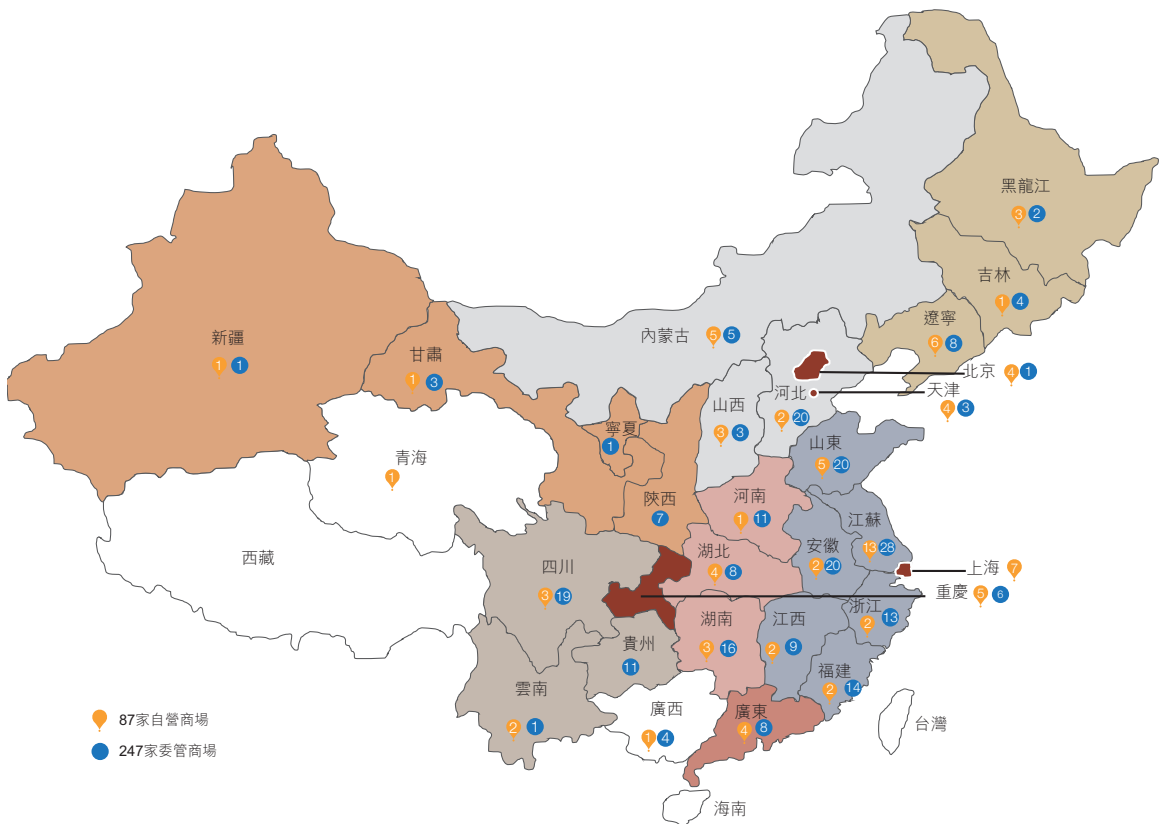 黑龍江
3 2
吉林
1 4
遼寧
6 8
內蒙古 5 5
新疆
1 1
甘肅
1 3
北京 4 1
天津
4 3
河北
2 20
山西
3 3
寧夏
1
山東
5 20
青海
1
陝西
7
河南
1 11
江蘇
13 28
安徽
2 20
湖北
4 8
西藏
四川
3 19
上海 7
重慶 5 6
浙江
2 13
湖南
3 16
江西
2 9
貴州
11
福建
2 14
雲南
2 1
廣西
1 4
廣東
4 8
台灣
海南
87家自營商場
247家委管商場